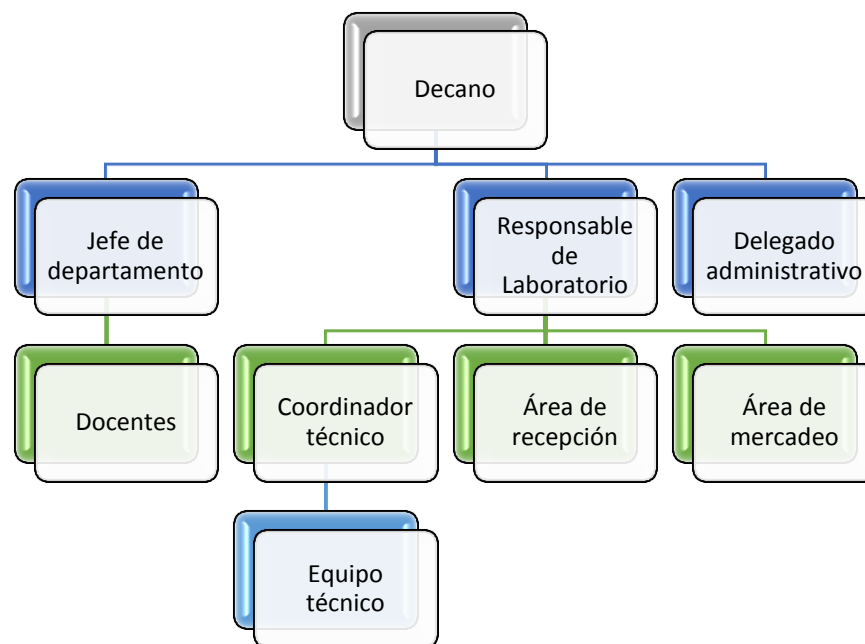 Decano
Jefe de
departamento
Responsable
de
Laboratorio
Delegado
administrativo
Docentes
Coordinador
técnico
Área de
recepción
Área de
mercadeo
Equipo
técnico